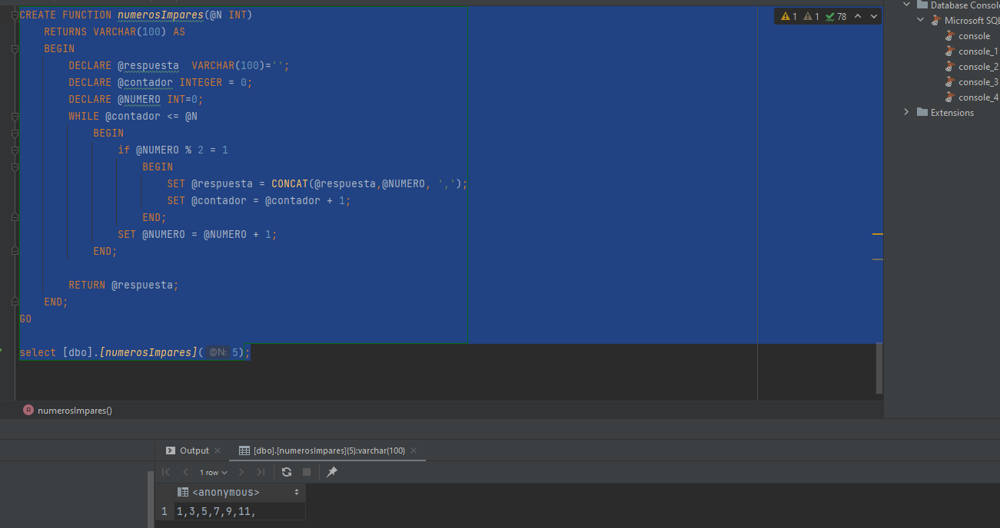 CREATE FUNCTION numerosImpares(@N INT)
RETURNS VARCHAR(100) AS
BEGIN
DECLARE @respuesta  VARCHAR(100)='';
DECLARE @contador INTEGER = 0;
DECLARE @NUMERO INT=0;
WHILE @contador <= @N
BEGIN
if @NUMERO % 2 = 1
BEGIN
SET @respuesta = CONCAT(@respuesta,@NUMERO, ',');
SET @contador = @contador + 1;
END;
SET @NUMERO = @NUMERO + 1;
END;
RETURN @respuesta;
END;
GO
select [dbo].[numerosImpares]( @N: 5);
1 1 78
Database Console
Microsoft SQL
console
console_1
console_2
console_3
console_4
Extensions
R numerosImpares()
Output
[dbo].[numerosImpares](5):varchar(100)
1 row
<anonymous>
1 1,3,5,7,9,11,